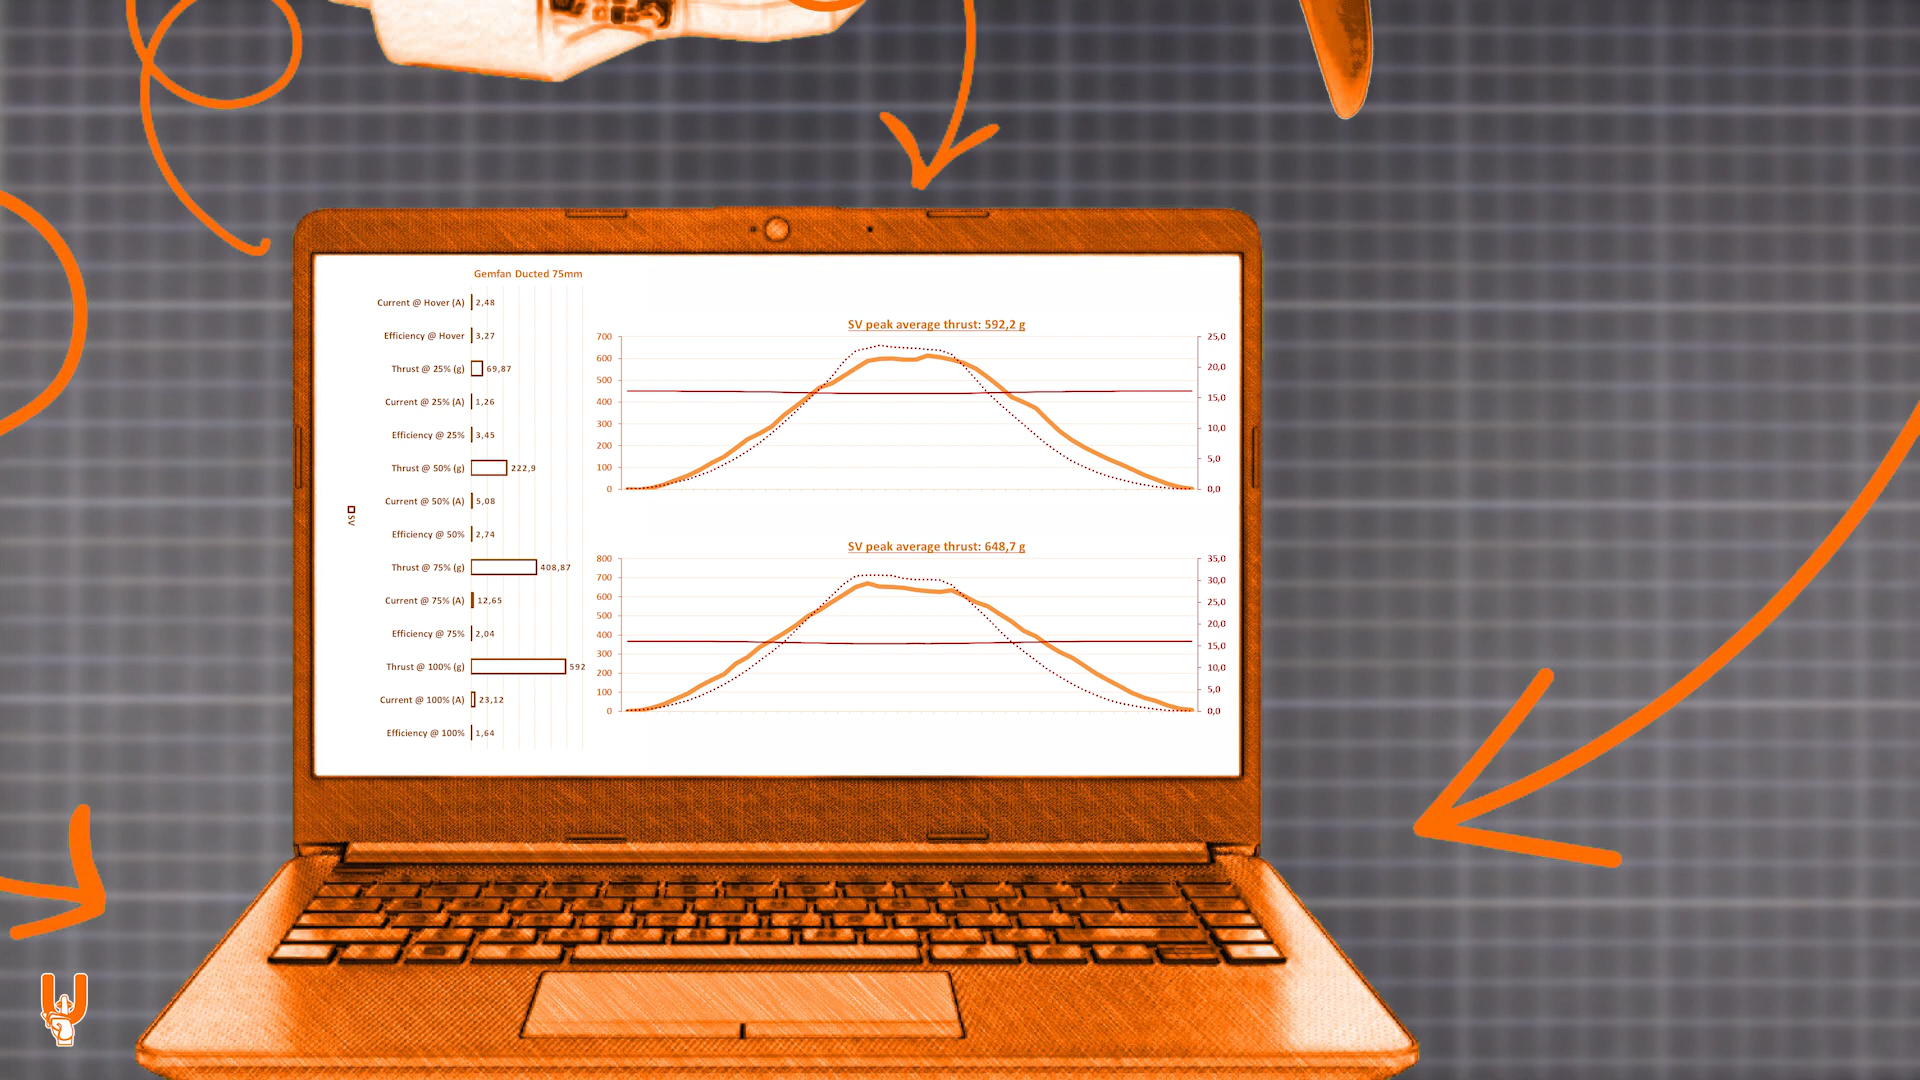 Gemfan Ducted 75mm
Current @ Hover (A) 2,48
Efficiency @ Hover 3,27
Thrust @ 25% (g) 69,87
Current @ 25% (A) 1,26
Efficiency @ 25% 3,45
Thrust @ 50% (g) 222,9
Current @ 50% (A) 5,08
Efficiency @ 50% 2,74
Thrust @ 75% (g) 408,87
Current @ 75% (A) 12,65
Efficiency @ 75% 2,04
Thrust @ 100% (g) 592
Current @ 100% (A) 23,12
Efficiency @ 100% 1,64
SV
SV peak average thrust: 592,2 g
700
600
500
400
300
200
100
0
25,0
20,0
15,0
10,0
5,0
0,0
SV peak average thrust: 648,7 g
800
700
600
500
400
300
200
100
0
35,0
30,0
25,0
20,0
15,0
10,0
5,0
0,0